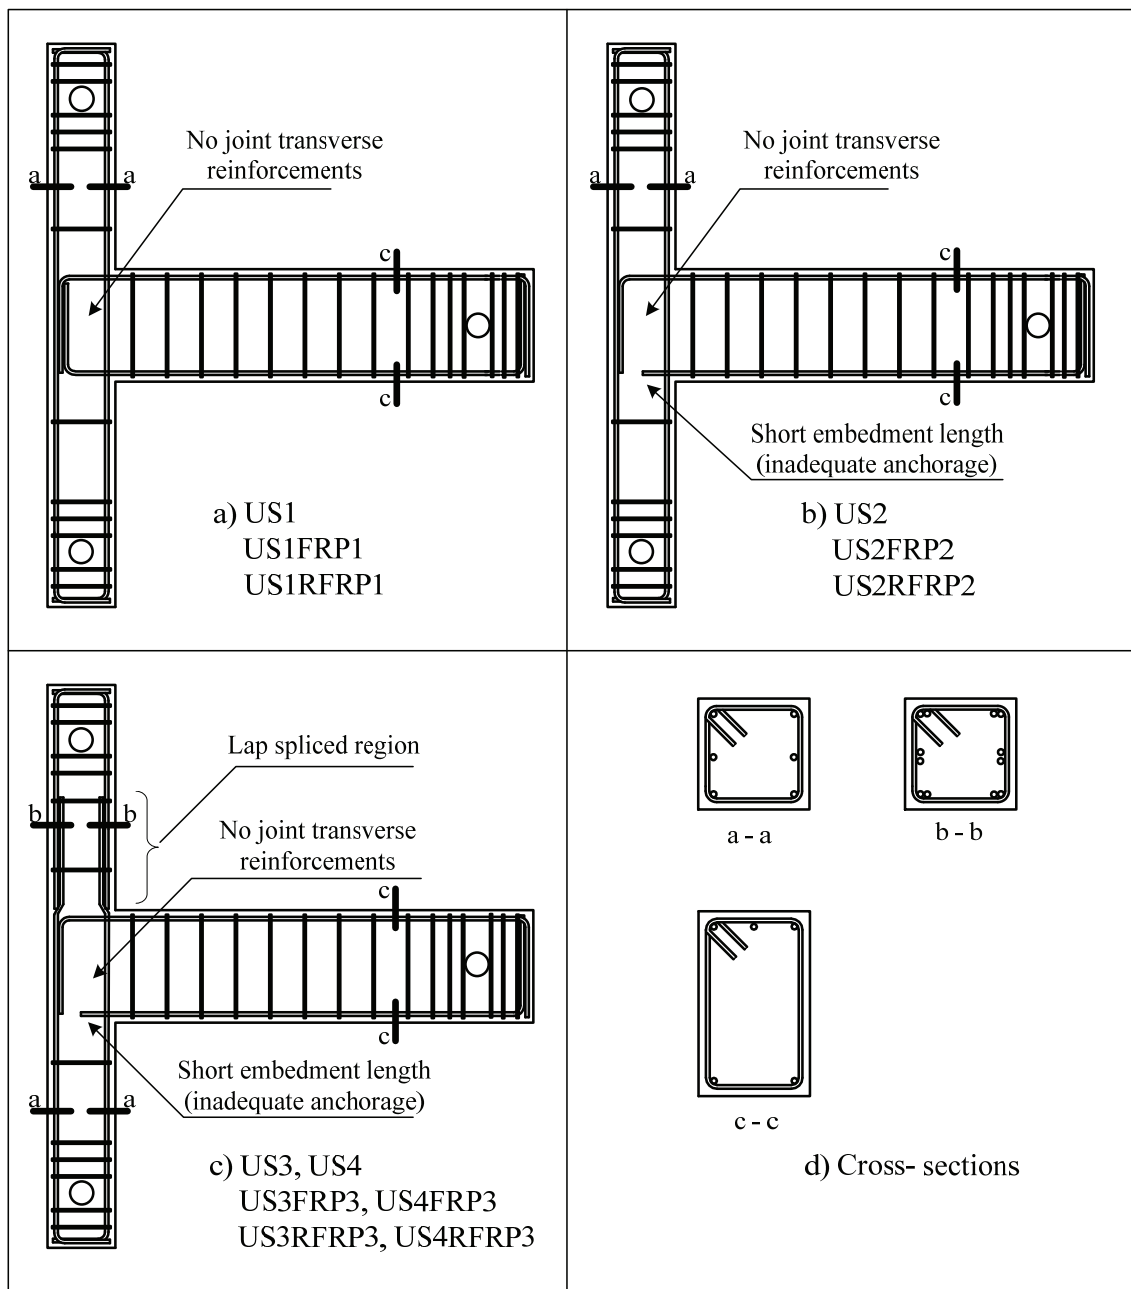 No joint transverse
reinforcements
a
a
c
c
a) US1
US1FRP1
US1RFRP1
No joint transverse
reinforcements
a
a
c
c
Short embedment length
(inadequate anchorage)
b) US2
US2FRP2
US2RFRP2
Lap spliced region
b
b
No joint transverse
reinforcements
c
c
Short embedment length
(inadequate anchorage)
a
a
c) US3, US4
US3FRP3, US4FRP3
US3RFRP3, US4RFRP3
a - a
b - b
c - c
d) Cross- sections